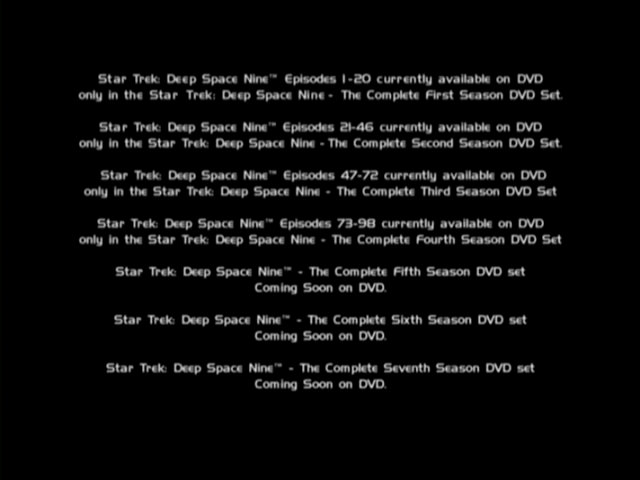 Star Trek: Deep Space Nine™ Episodes 1-20 currently available on DVD
only in the Star Trek: Deep Space Nine - The Complete First Season DVD Set.
Star Trek: Deep Space Nine™ Episodes 21-46 currently available on DVD
only in the Star Trek: Deep Space Nine - The Complete Second Season DVD Set.
Star Trek: Deep Space Nine™ Episodes 47-72 currently available on DVD
only in the Star Trek: Deep Space Nine - The Complete Third Season DVD Set
Star Trek: Deep Space Nine™ Episodes 73-98 currently available on DVD
only in the Star Trek: Deep Space Nine - The Complete Fourth Season DVD Set
Star Trek: Deep Space Nine™ - The Complete Fifth Season DVD set
Coming Soon on DVD.
Star Trek: Deep Space Nine™ - The Complete Sixth Season DVD set
Coming Soon on DVD.
Star Trek: Deep Space Nine™ - The Complete Seventh Season DVD set
Coming Soon on DVD.